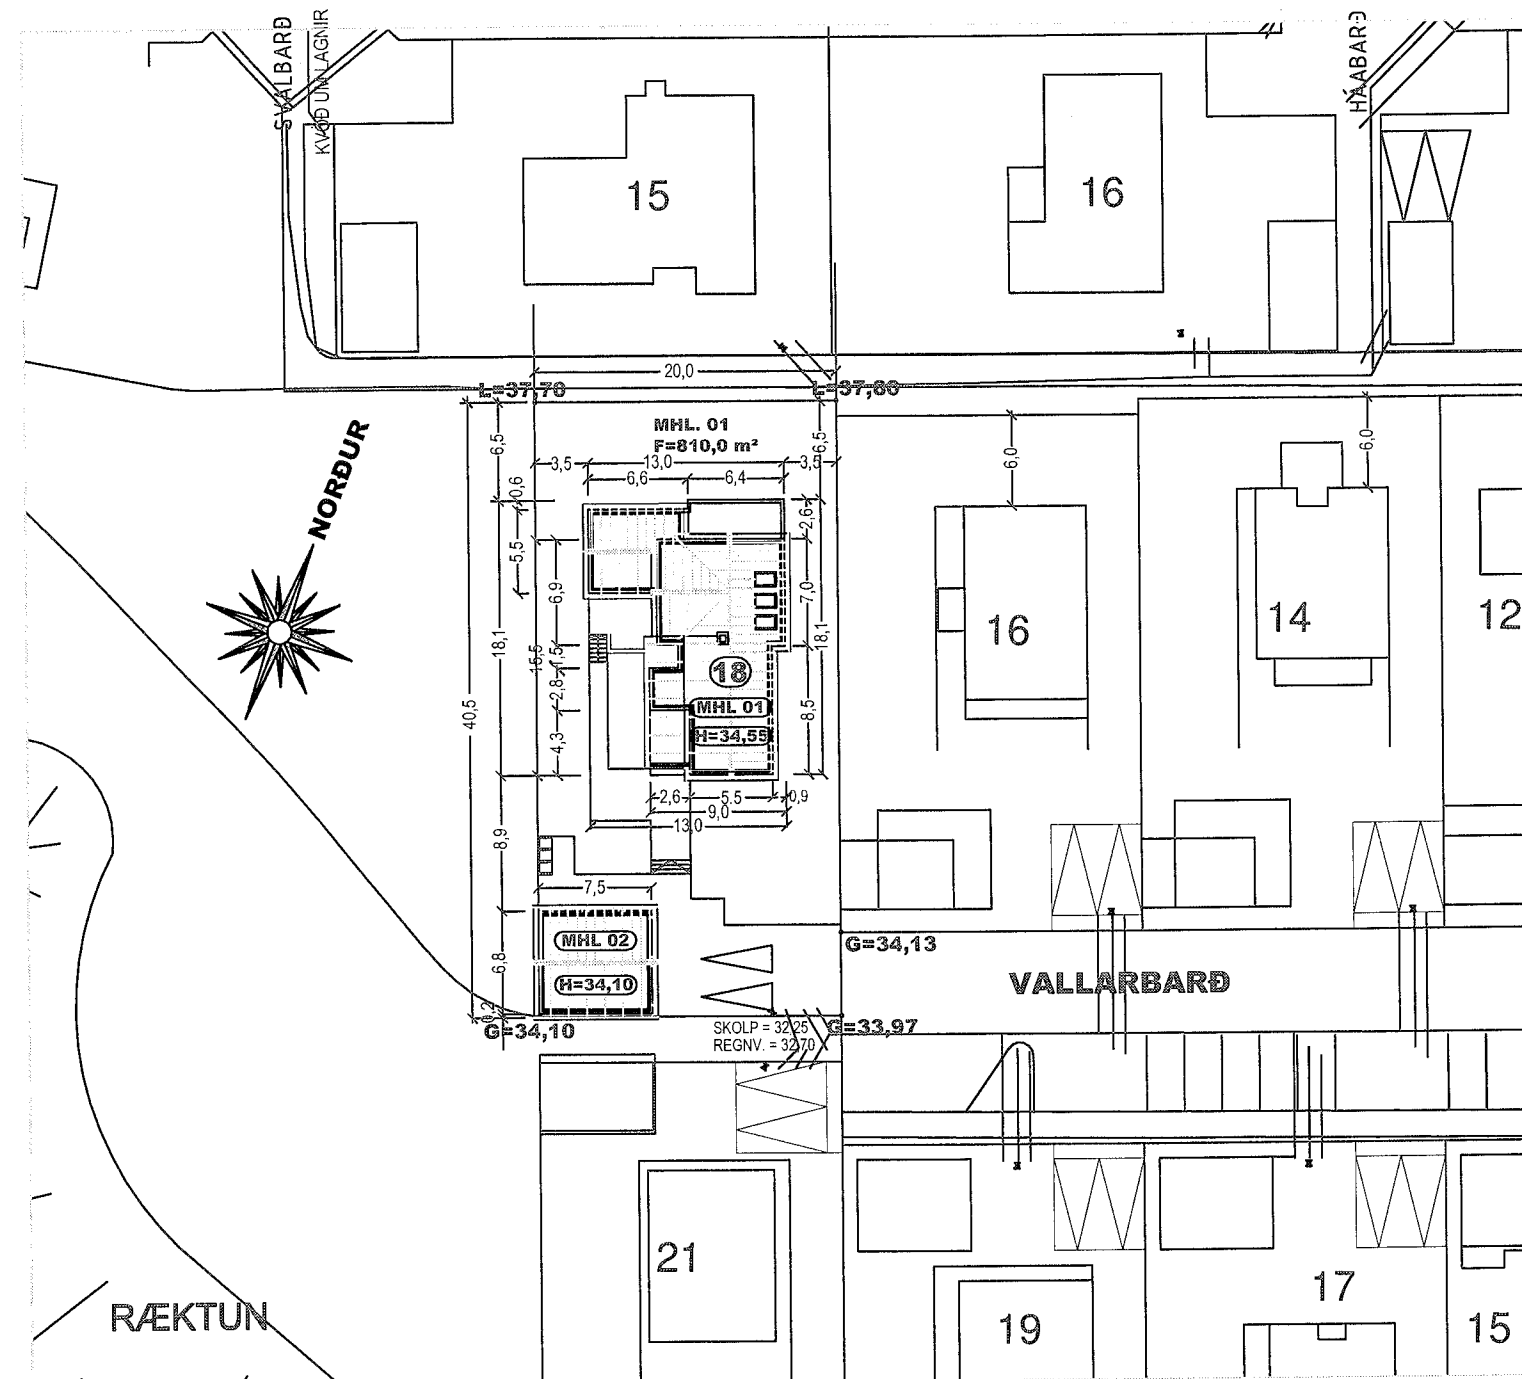 SVALBARÐ
KVÖÐ UM LAGNIR
HÁABARÐ
15
16
20,0
L=37,70
L=37,80
MHL. 01
F=810,0 m²
3,5
13,0
3,5
6,6
6,4
6,5
6,5
0,6
2,6
5,5
6,9
7,0
18,1
15,5
1,5
18,1
2,8
4,3
8,5
40,5
18
MHL 01
H=34,55
2,6
5,5
0,9
9,0
13,0
8,9
7,5
6,8
0,2
MHL 02
H=34,10
G=34,10
G=34,13
G=33,97
SKOLP = 32,25
REGNV. = 32,70
NORÐUR
6,0
6,0
16
14
12
VALLARBARÐ
21
19
17
15
RÆKTUN